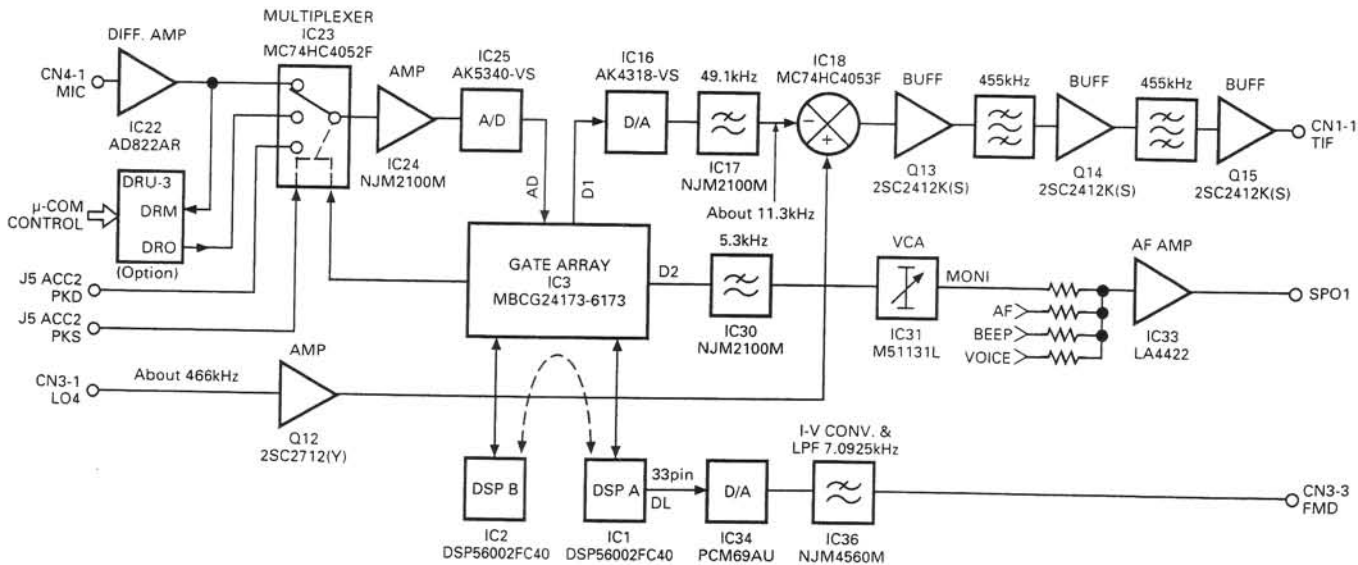 DIFF. AMP
CN4-1
MIC
IC22
AD822AR
MULTIPLEXER
IC23
MC74HC4052F
AMP
IC24
NJM2100M
IC25
AK5340-VS
A/D
IC16
AK4318-VS
D/A
49.1kHz
IC17
NJM2100M
About 11.3kHz
IC18
MC74HC4053F
BUFF
Q13
2SC2412K(S)
455kHz
BUFF
Q14
2SC2412K(S)
455kHz
BUFF
Q15
2SC2412K(S)
CN1-1
TIF
DRU-3
DRM
DRO
(Option)
μ-COM
CONTROL
J5 ACC2
PKD
J5 ACC2
PKS
AD
D1
GATE ARRAY
IC3
MBCG24173-6173
D2
5.3kHz
IC30
NJM2100M
VCA
IC31
M51131L
MONI
AF
BEEP
VOICE
AF AMP
IC33
LA4422
SPO1
CN3-1
LO4
About 466kHz
AMP
Q12
2SC2712(Y)
DSP B
IC2
DSP56002FC40
DSP A
IC1
DSP56002FC40
33pin
DL
D/A
IC34
PCM69AU
I-V CONV. &
LPF 7.0925kHz
IC36
NJM4560M
CN3-3
FMD